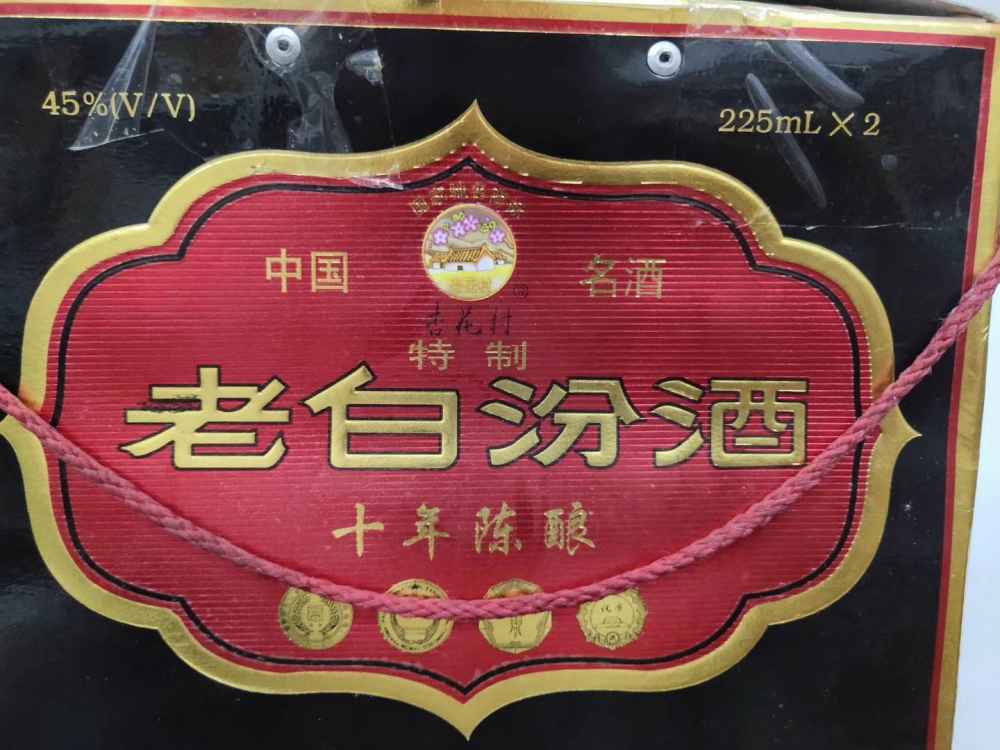 45%(V/V)
225mL×2
中国
名酒
杏花村
特制
老白汾酒
十年陈酿